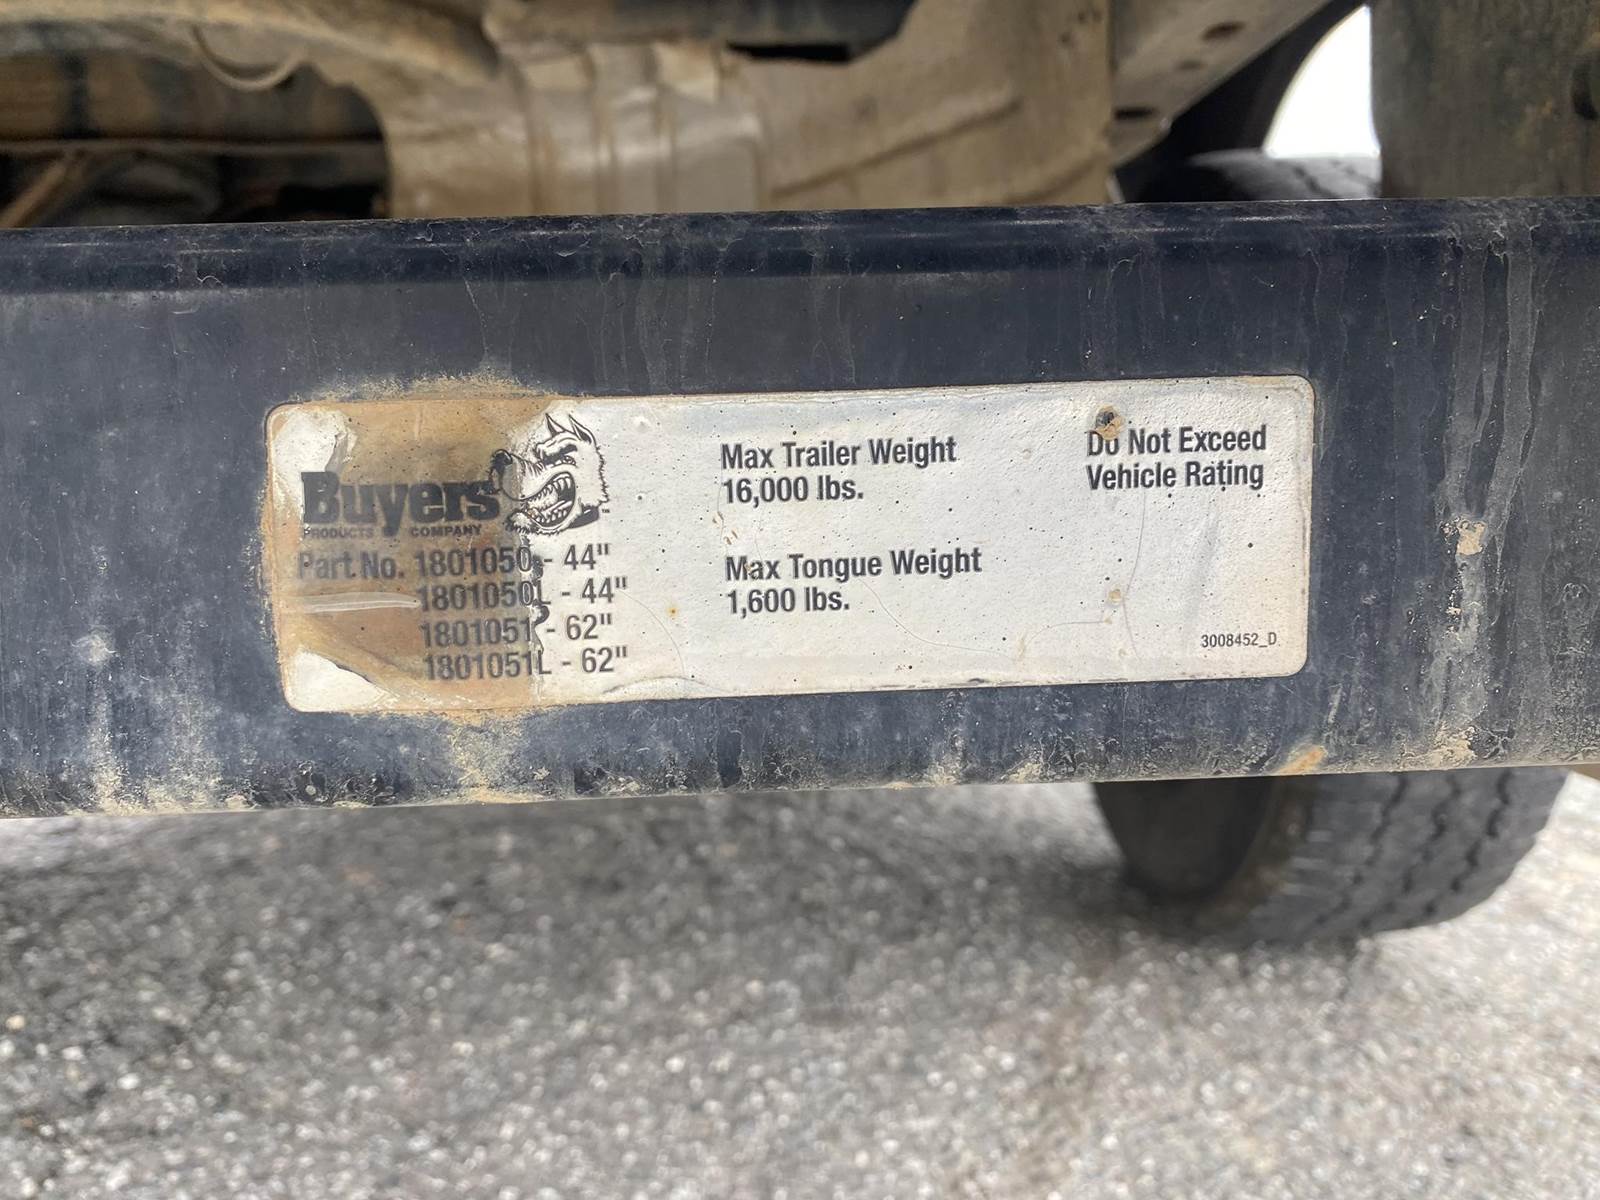 Buyers
PRODUCTS COMPANY
Part No. 1801050 - 44"
1801050L - 44"
1801051 - 62"
1801051L - 62"
Max Trailer Weight
16,000 lbs.
Max Tongue Weight
1,600 lbs.
Do Not Exceed
Vehicle Rating
3008452_D